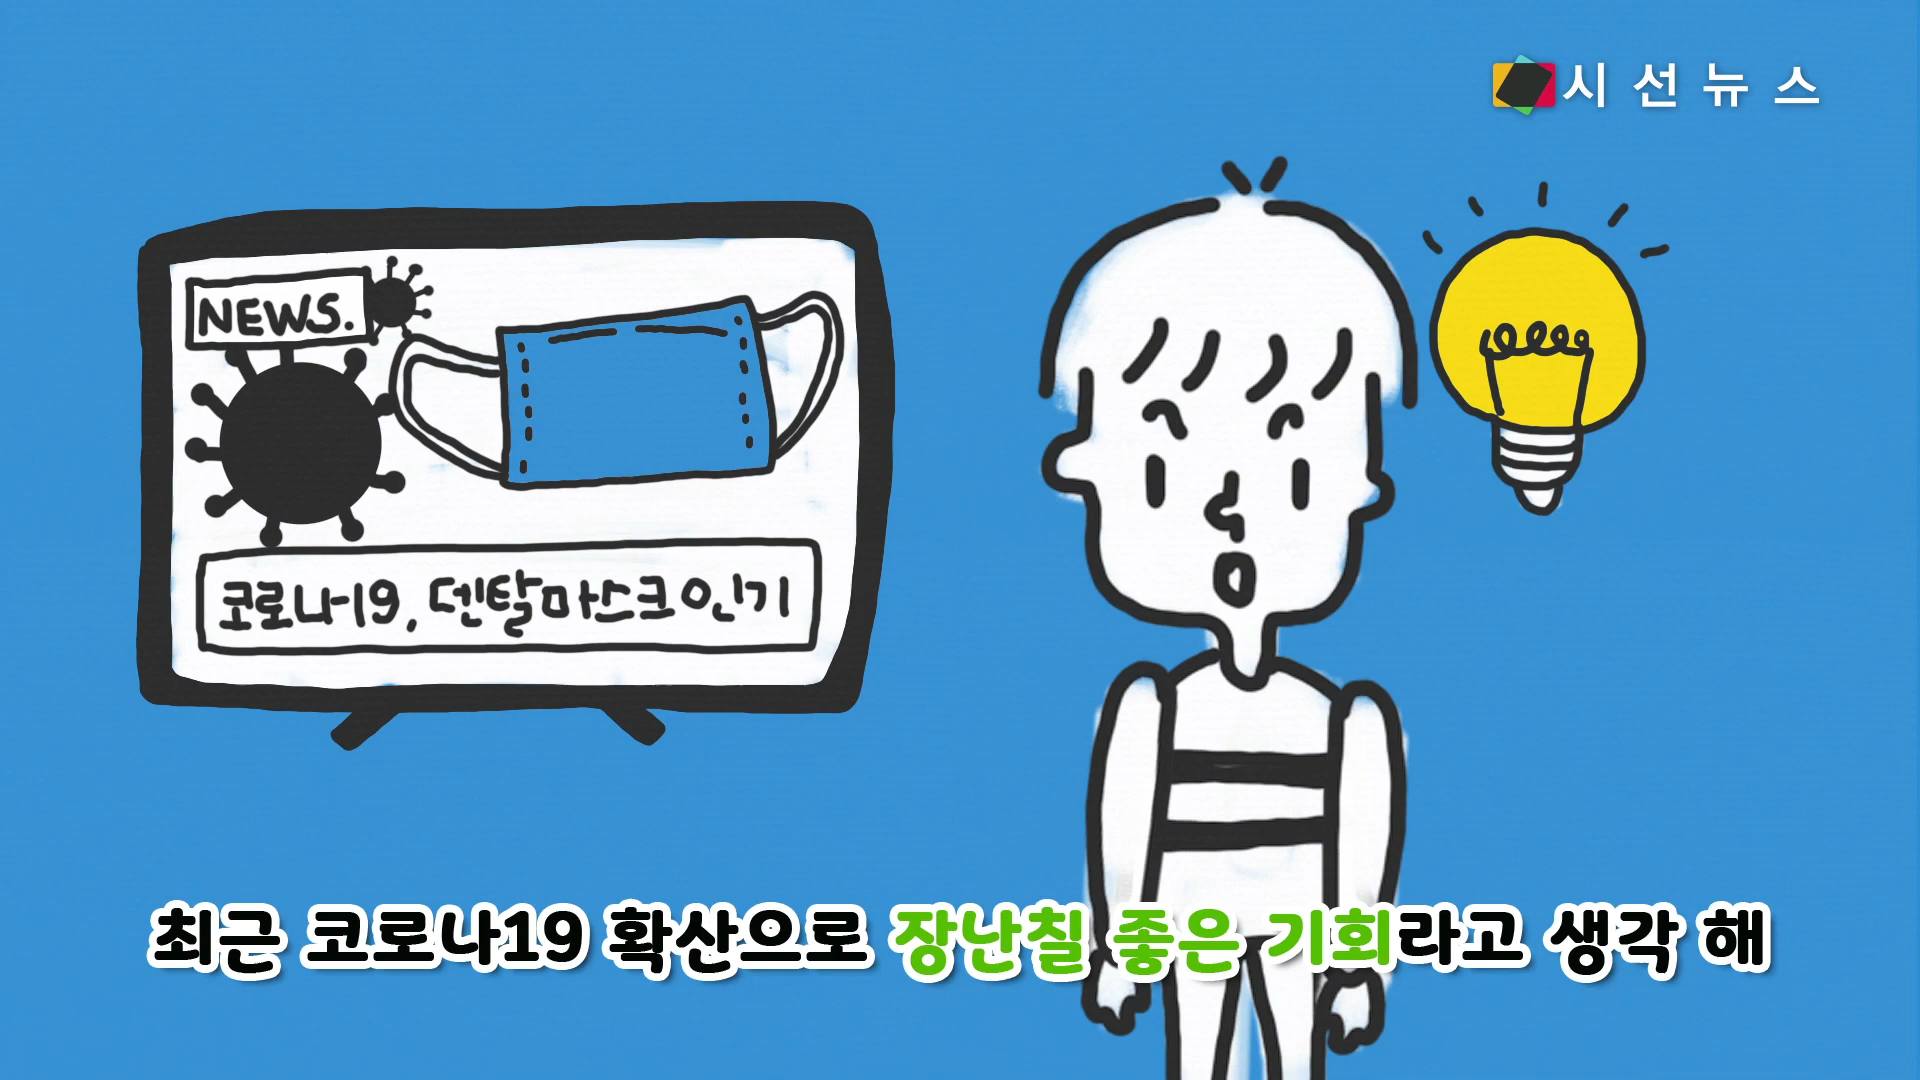 시선뉴스
NEWS.
코로나-19, 덴탈마스크 인기
최근 코로나19 확산으로 장난칠 좋은 기회라고 생각 해